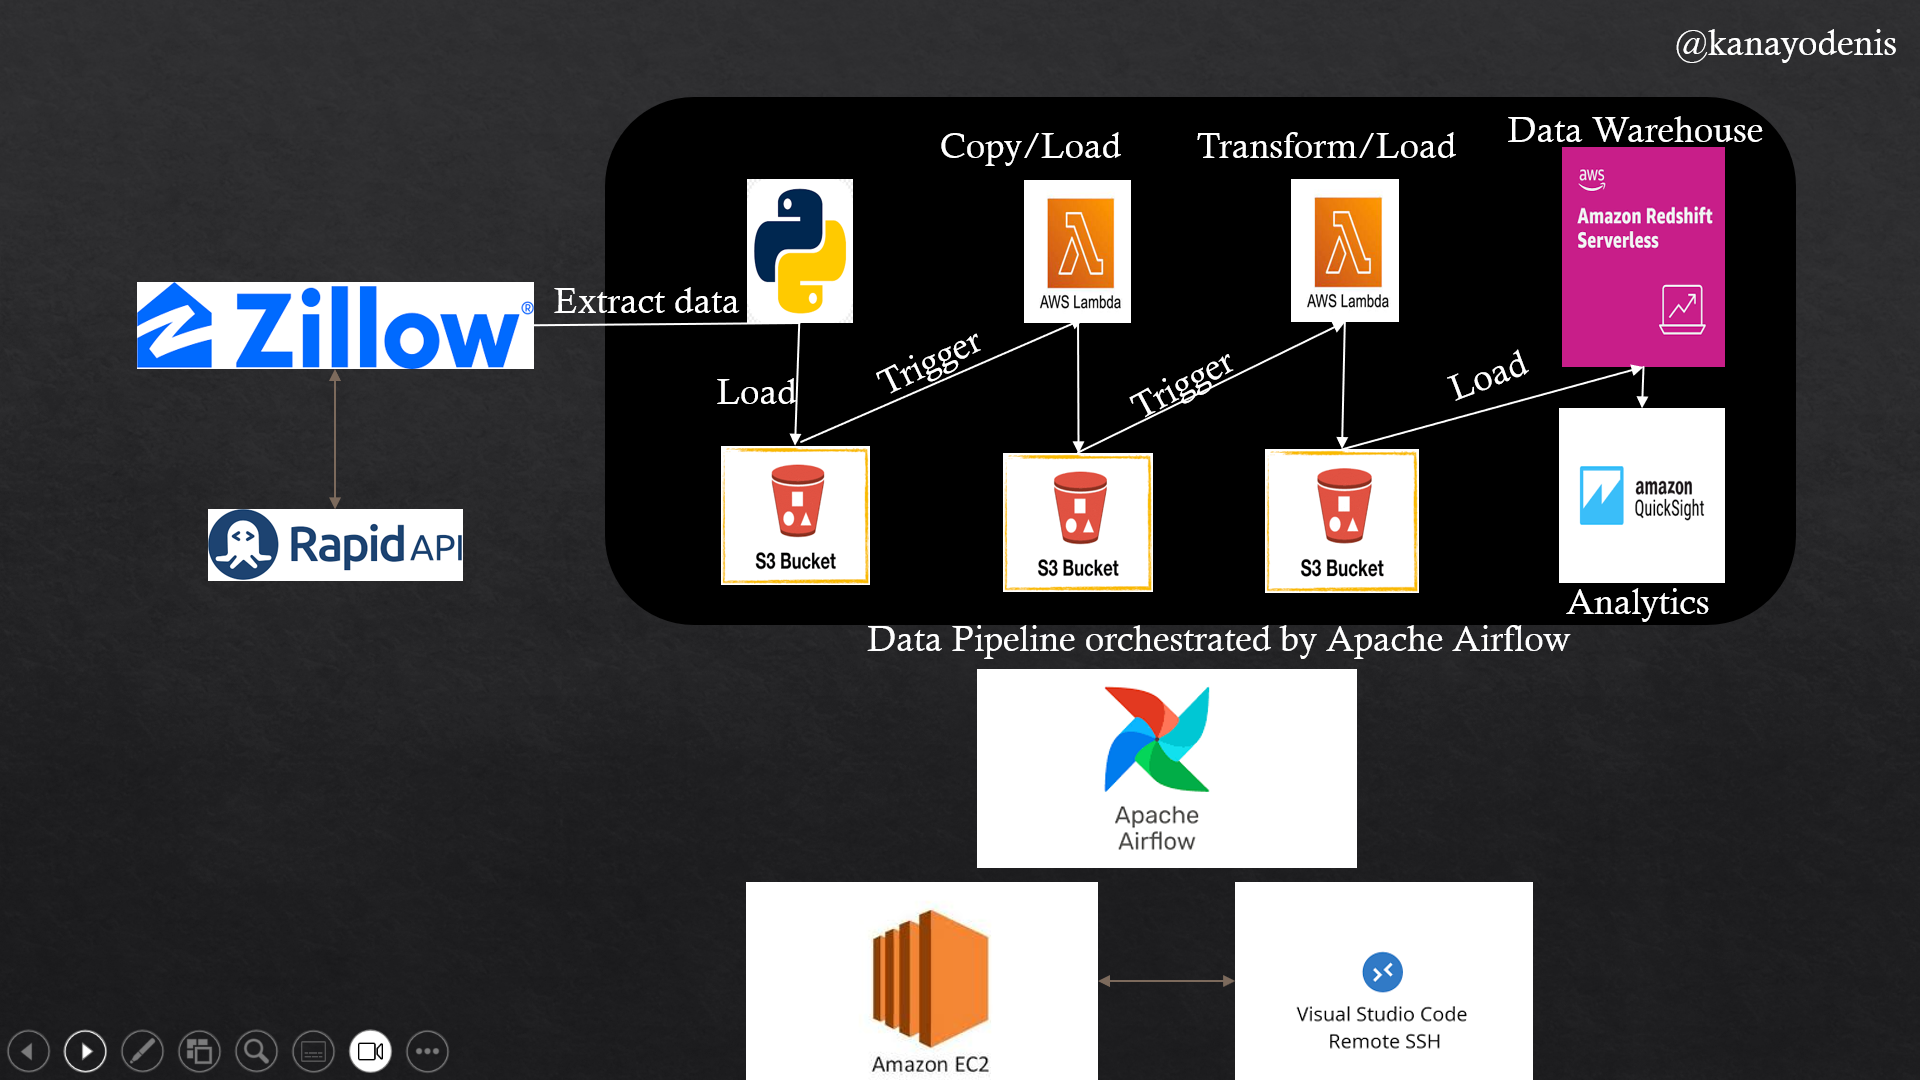 @kanayodenis
Copy/Load
Transform/Load
Data Warehouse
aws
Amazon Redshift
Serverless
AWS Lambda
AWS Lambda
Zillow®
Extract data
Load
Trigger
Trigger
Load
RapidAPI
S3 Bucket
S3 Bucket
S3 Bucket
amazon
QuickSight
Analytics
Data Pipeline orchestrated by Apache Airflow
Apache
Airflow
Amazon EC2
Visual Studio Code
Remote SSH